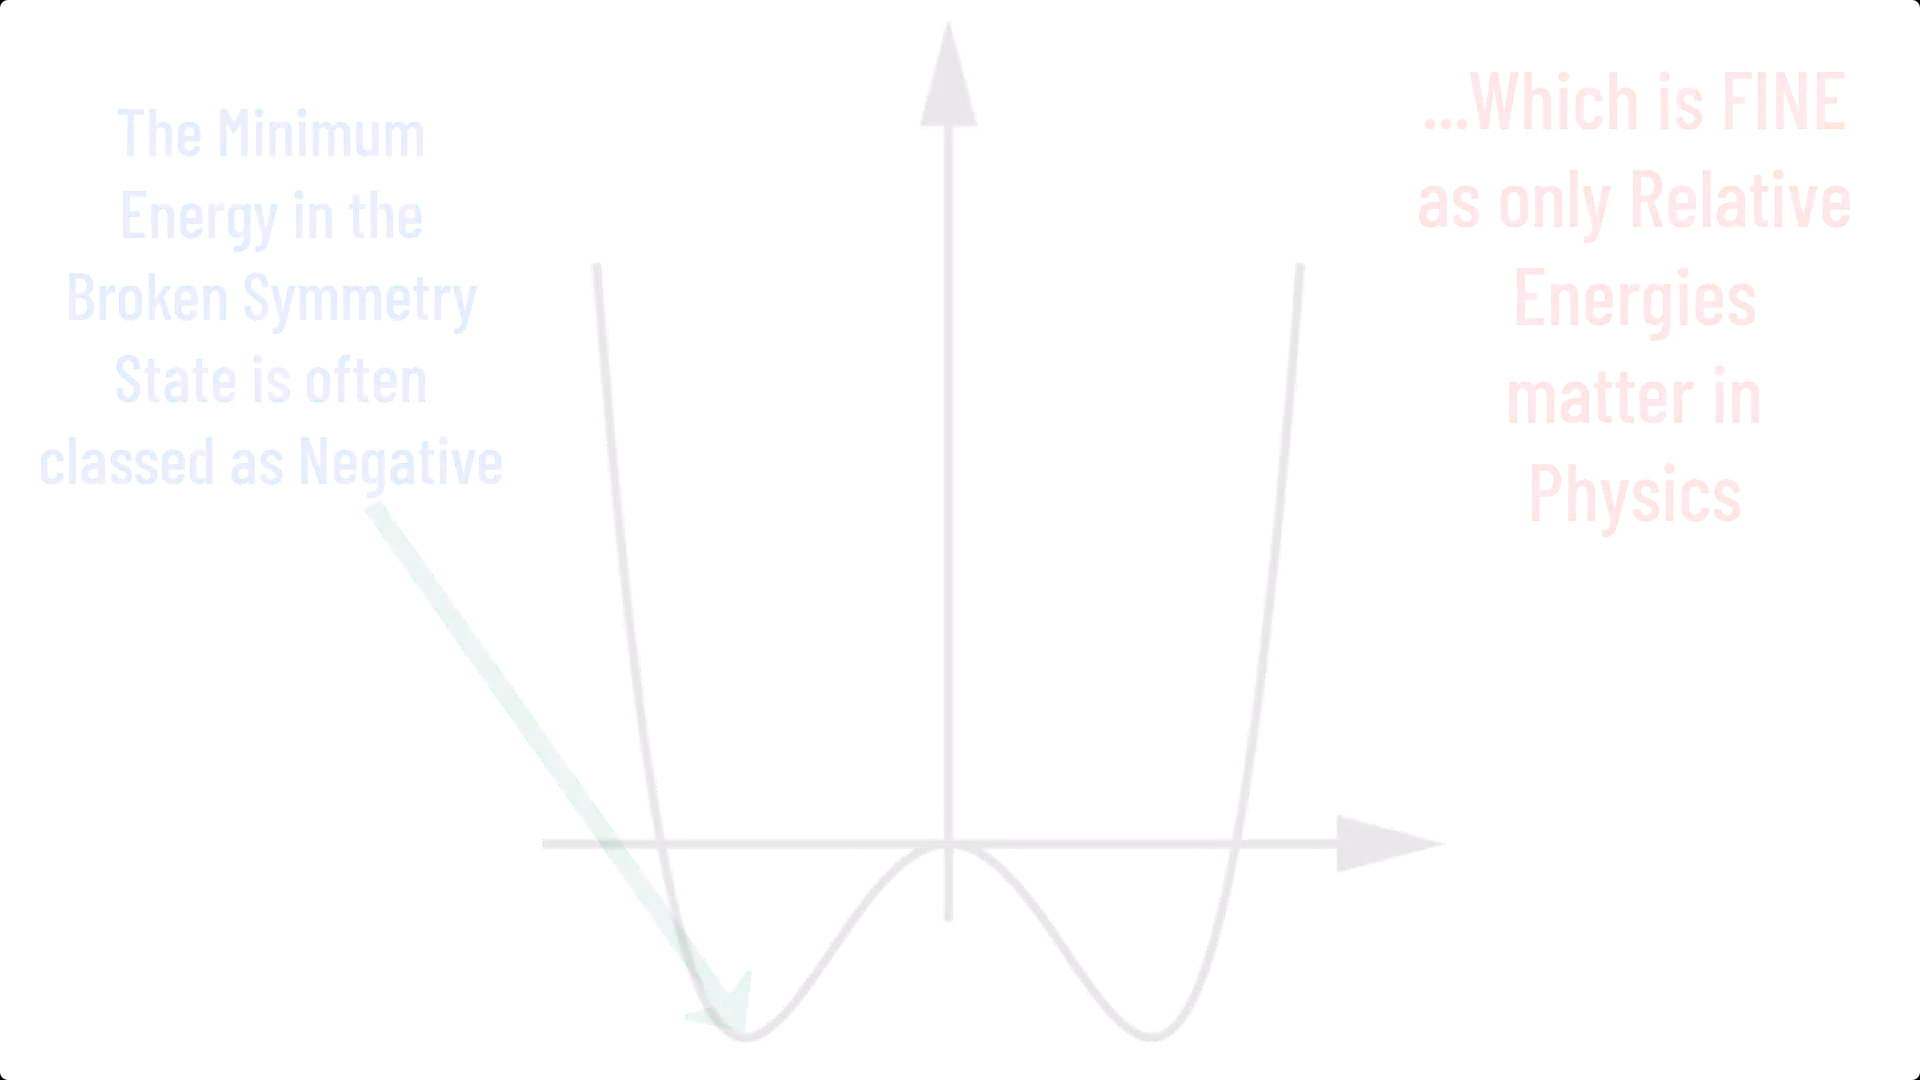 The Minimum
Energy in the
Broken Symmetry
State is often
classed as Negative
...Which is FINE
as only Relative
Energies
matter in
Physics